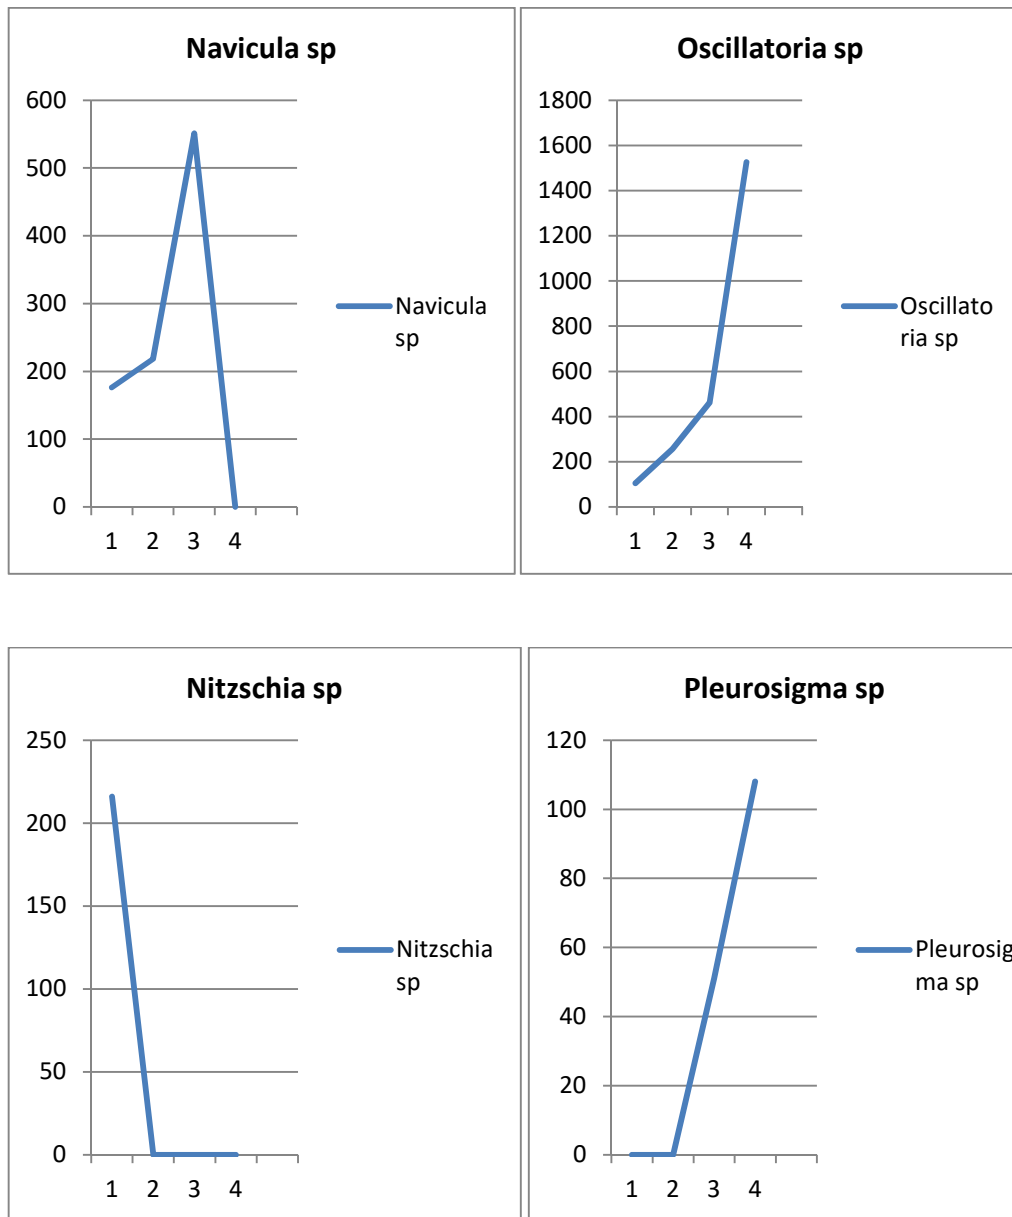 Navicula sp
600
500
400
300
200
100
0
1 2 3 4
Navicula
sp
Oscillatoria sp
1800
1600
1400
1200
1000
800
600
400
200
0
1 2 3 4
Oscillato
ria sp
Nitzschia sp
250
200
150
100
50
0
1 2 3 4
Nitzschia
sp
Pleurosigma sp
120
100
80
60
40
20
0
1 2 3 4
Pleurosig
ma sp